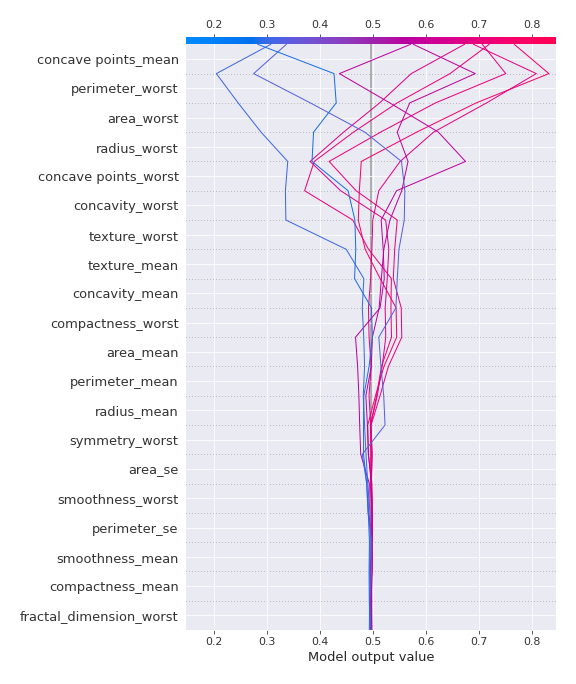 0.2 0.3 0.4 0.5 0.6 0.7 0.8
concave points_mean
perimeter_worst
area_worst
radius_worst
concave points_worst
concavity_worst
texture_worst
texture_mean
concavity_mean
compactness_worst
area_mean
perimeter_mean
radius_mean
symmetry_worst
area_se
smoothness_worst
perimeter_se
smoothness_mean
compactness_mean
fractal_dimension_worst
0.2 0.3 0.4 0.5 0.6 0.7 0.8
Model output value